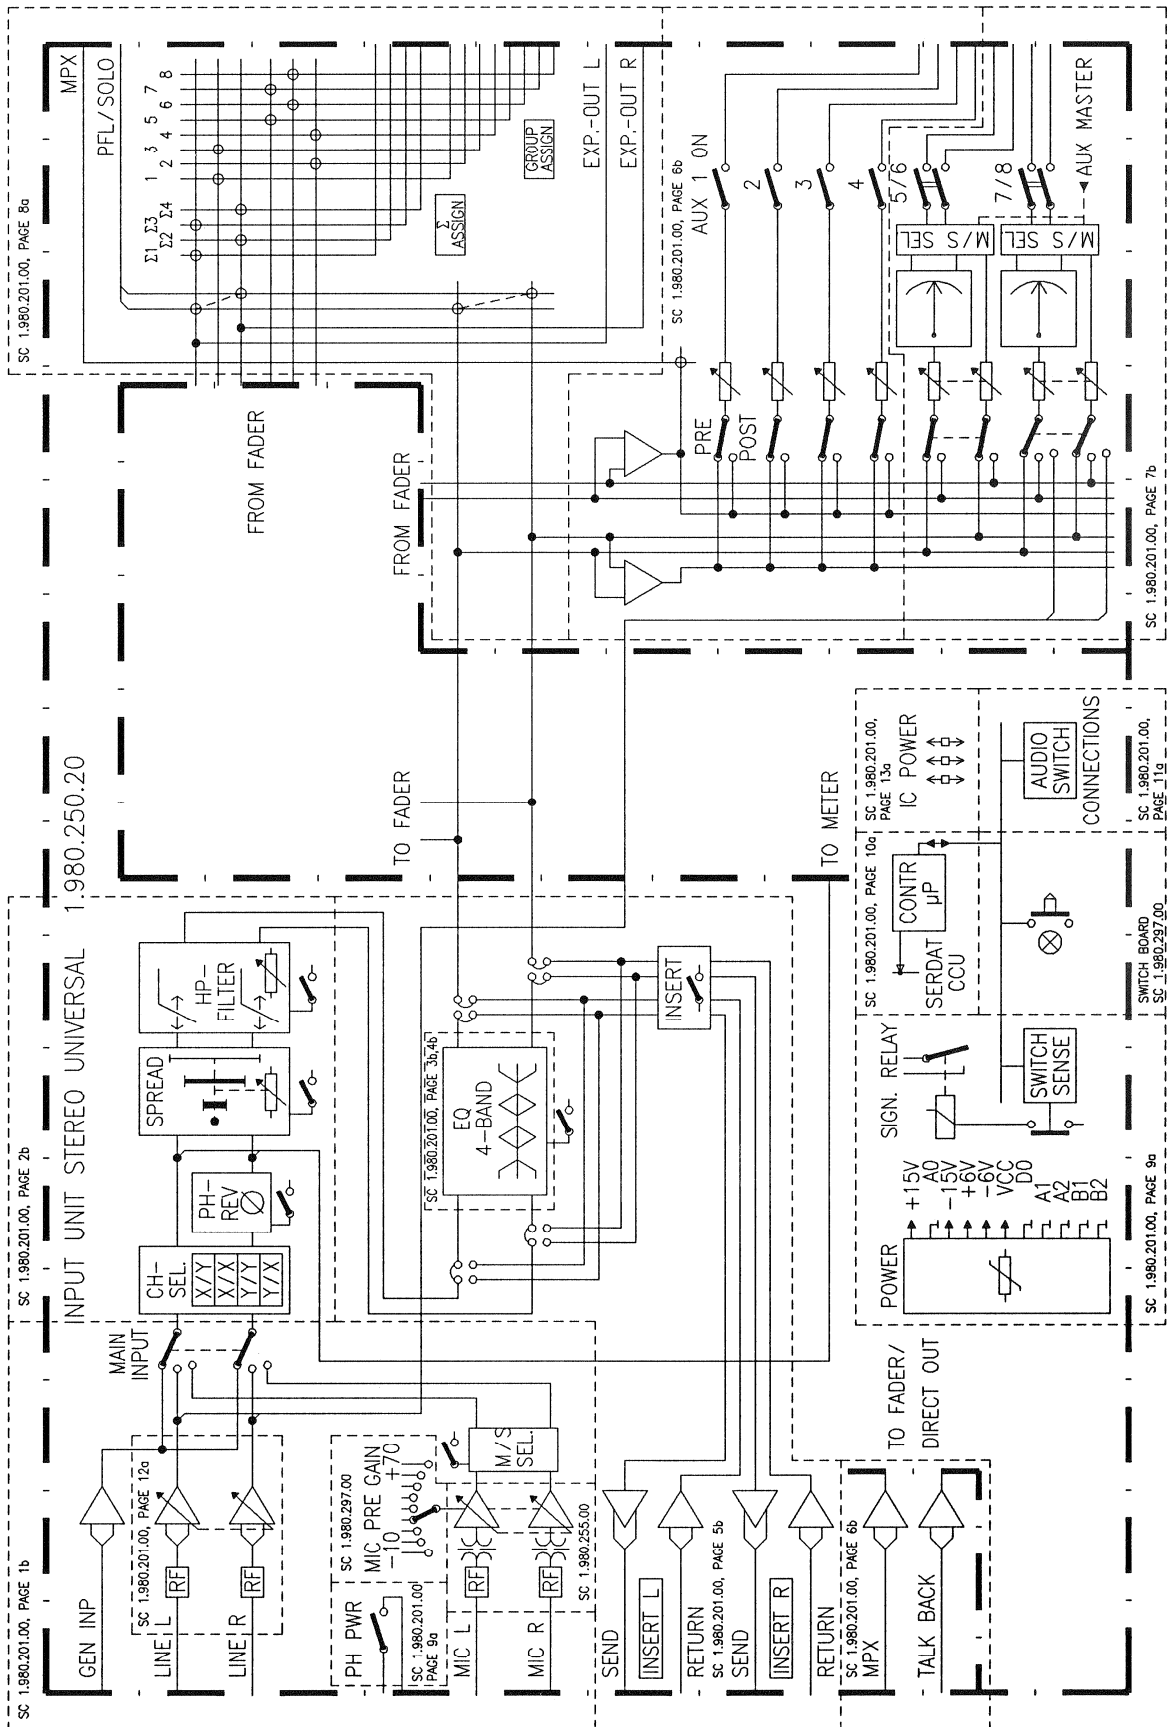 SC 1.980.201.00, PAGE 1b
GEN INP
LINE L
RF
SC 1.980.201.00, PAGE 12a
LINE R
RF
MAIN
INPUT
PH PWR
SC 1.980.201.00
PAGE 9a
SC 1.980.297.00
MIC PRE GAIN
-10
+70
MIC L
RF
MIC R
RF
SC 1.980.255.00
M/S
SEL.
SEND
INSERT L
RETURN
SC 1.980.201.00, PAGE 5b
SEND
INSERT R
RETURN
SC 1.980.201.00, PAGE 6b
MPX
TALK BACK
TO FADER/
DIRECT OUT
SC 1.980.201.00, PAGE 2b
INPUT UNIT STEREO UNIVERSAL 1.980.250.20
CH-
SEL.
X/Y
X/X
Y/Y
Y/X
PH-
REV
Ø
SPREAD
HP-
FILTER
SC 1.980.201.00, PAGE 3b,4b
EQ
4-BAND
INSERT
POWER
+15V
A0
-15V
+6V
-6V
VCC
D0
A1
A2
B1
B2
SC 1.980.201.00, PAGE 9a
SIGN. RELAY
SWITCH
SENSE
SC 1.980.201.00, PAGE 10a
CONTR
µP
SERDAT
CCU
SWITCH BOARD
SC 1.980.297.00
SC 1.980.201.00,
PAGE 13a
IC POWER
AUDIO
SWITCH
CONNECTIONS
SC 1.980.201.00,
PAGE 11a
TO FADER
TO METER
FROM FADER
FROM FADER
SC 1.980.201.00, PAGE 8a
MPX
PFL/SOLO
Σ1 Σ3
Σ2 Σ4
1 3 5 7
2 4 6 8
Σ
ASSIGN
GROUP
ASSIGN
EXP.-OUT L
EXP.-OUT R
SC 1.980.201.00, PAGE 6b
PRE
POST
AUX 1 ON
2
3
4
5/6
M/S SEL
7/8
M/S SEL
AUX MASTER
SC 1.980.201.00, PAGE 7b